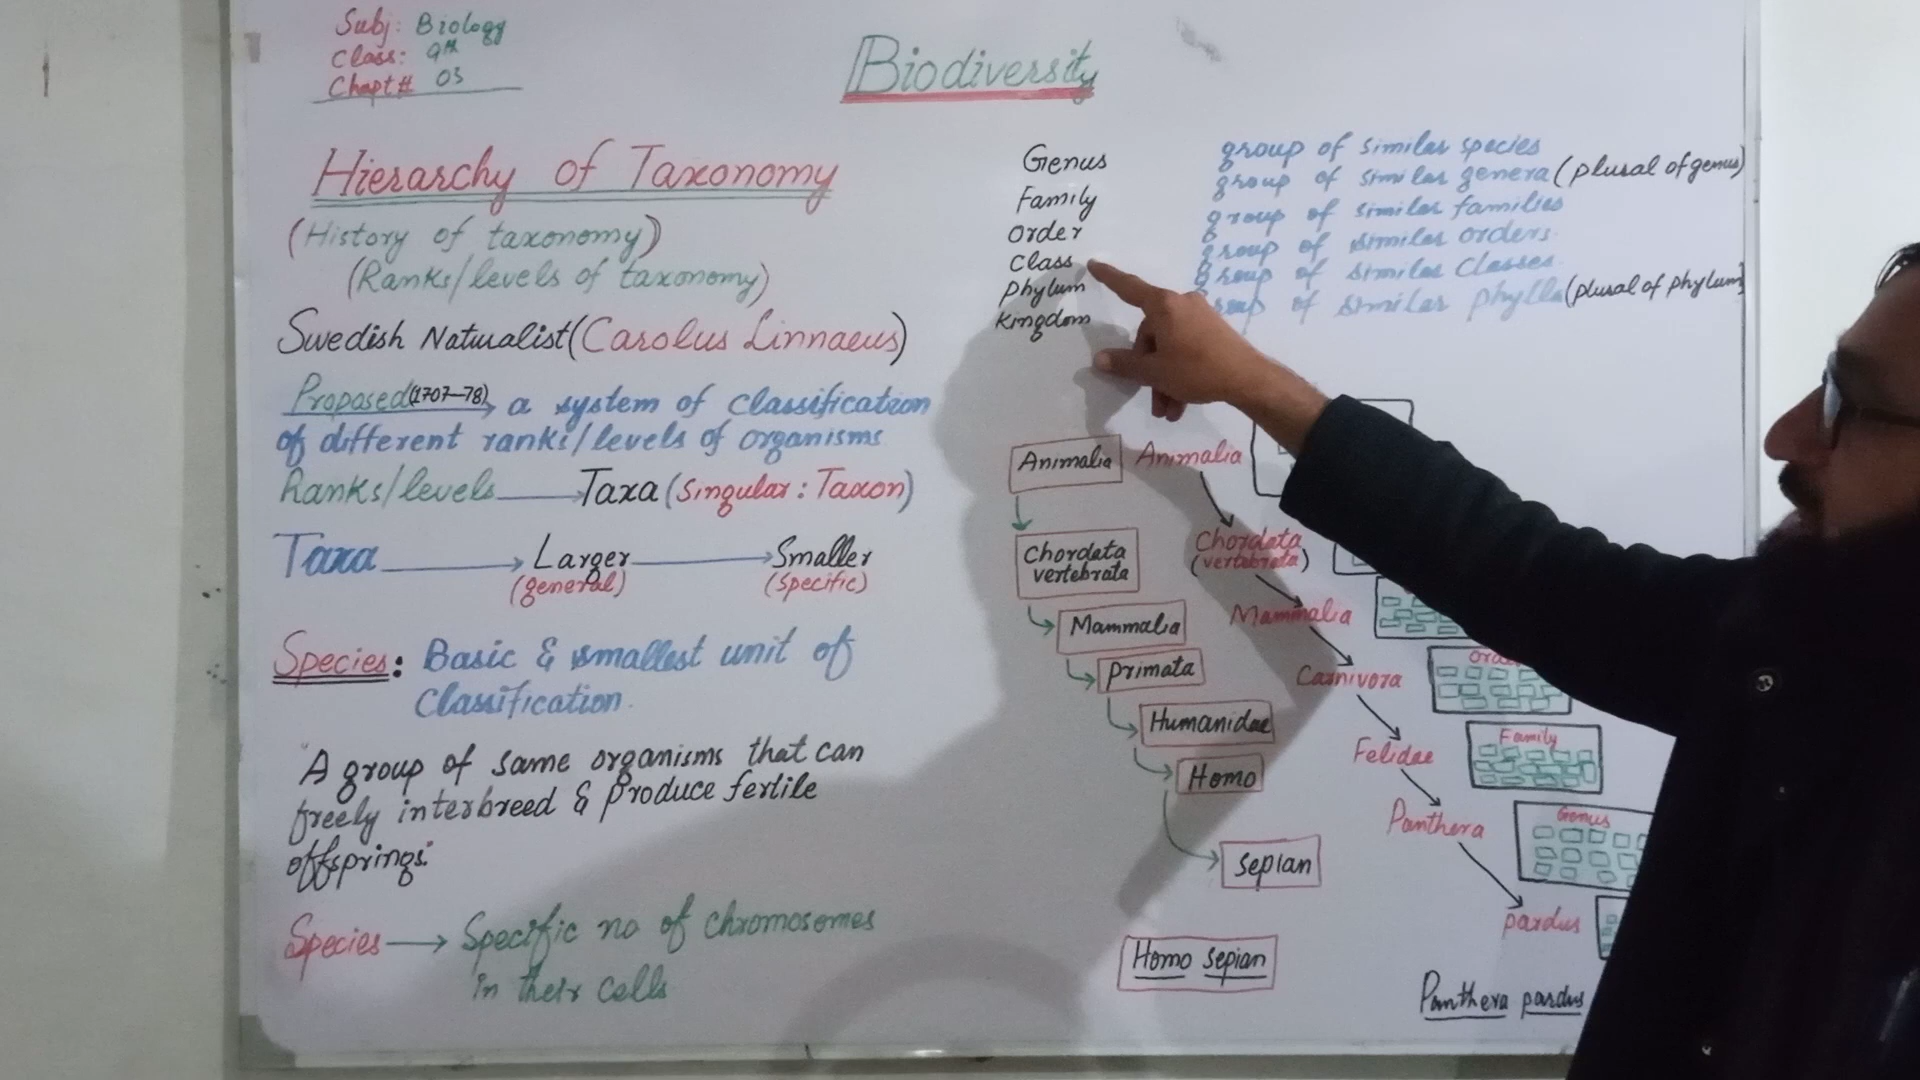 Subj: Biology
Class: 9th
Chapt# 03
Biodiversity
Hierarchy of Taxonomy
(History of taxonomy)
(Ranks/levels of taxonomy)
Swedish Naturalist (Carolus Linnaeus)
Proposed (1707-78) a system of classification
of different ranks/levels of organisms
Ranks/levels Taxa (Singular: Taxon)
Taxa Larger Smaller
(general) (specific)
Species: Basic & smallest unit of
Classification.
"A group of same organisms that can
freely interbreed & produce fertile
offsprings."
Species Specific no of chromosomes
in their cells
Genus group of similar species
Family group of similar genera (plural of genus)
Order group of similar families
Class group of similar orders.
Phylum Group of similar Classes.
Kingdom of similar phylla (plural of phylum)
Animalia
Chordata
vertebrata
Mammalia
Primata
Humanidae
Homo
Sepian
Homo Sepian
Animalia
Chordata
(vertebrata)
Mammalia
Carnivora
Felidae
Panthera
pardus
Family
Genus
Panthera pardus